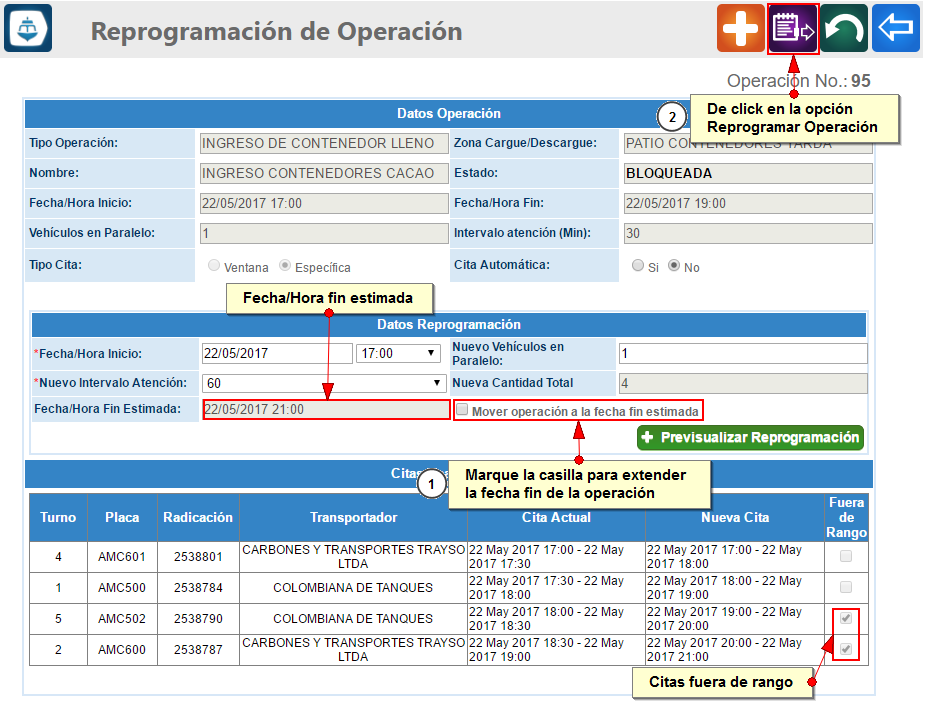 Reprogramación de Operación
Operación No.: 95
2
De click en la opción
Reprogramar Operación
Datos Operación
Tipo Operación: INGRESO DE CONTENEDOR LLENO Zona Cargue/Descargue: PATIO CONTENEDORES YARDA
Nombre: INGRESO CONTENEDORES CACAO Estado: BLOQUEADA
Fecha/Hora Inicio: 22/05/2017 17:00 Fecha/Hora Fin: 22/05/2017 19:00
Vehículos en Paralelo: 1 Intervalo atención (Min): 30
Tipo Cita: Ventana Específica Cita Automática: Si No
Fecha/Hora fin estimada
Datos Reprogramación
*Fecha/Hora Inicio: 22/05/2017 17:00 Nuevo Vehículos en
Paralelo: 1
*Nuevo Intervalo Atención: 60 Nueva Cantidad Total 4
Fecha/Hora Fin Estimada: 22/05/2017 21:00 Mover operación a la fecha fin estimada
Previsualizar Reprogramación
Citas
1
Marque la casilla para extender
la fecha fin de la operación
Turno Placa Radicación Transportador Cita Actual Nueva Cita Fuera
de
Rango
4 AMC601 2538801 CARBONES Y TRANSPORTES TRAYSO 22 May 2017 17:00 - 22 May 22 May 2017 17:00 - 22 May
LTDA 2017 17:30 2017 18:00
1 AMC500 2538784 COLOMBIANA DE TANQUES 22 May 2017 17:30 - 22 May 22 May 2017 18:00 - 22 May
2017 18:00 2017 19:00
5 AMC502 2538790 COLOMBIANA DE TANQUES 22 May 2017 18:00 - 22 May 22 May 2017 19:00 - 22 May
2017 18:30 2017 20:00
2 AMC600 2538787 CARBONES Y TRANSPORTES TRAYSO 22 May 2017 18:30 - 22 May 22 May 2017 20:00 - 22 May
LTDA 2017 19:00 2017 21:00
Citas fuera de rango